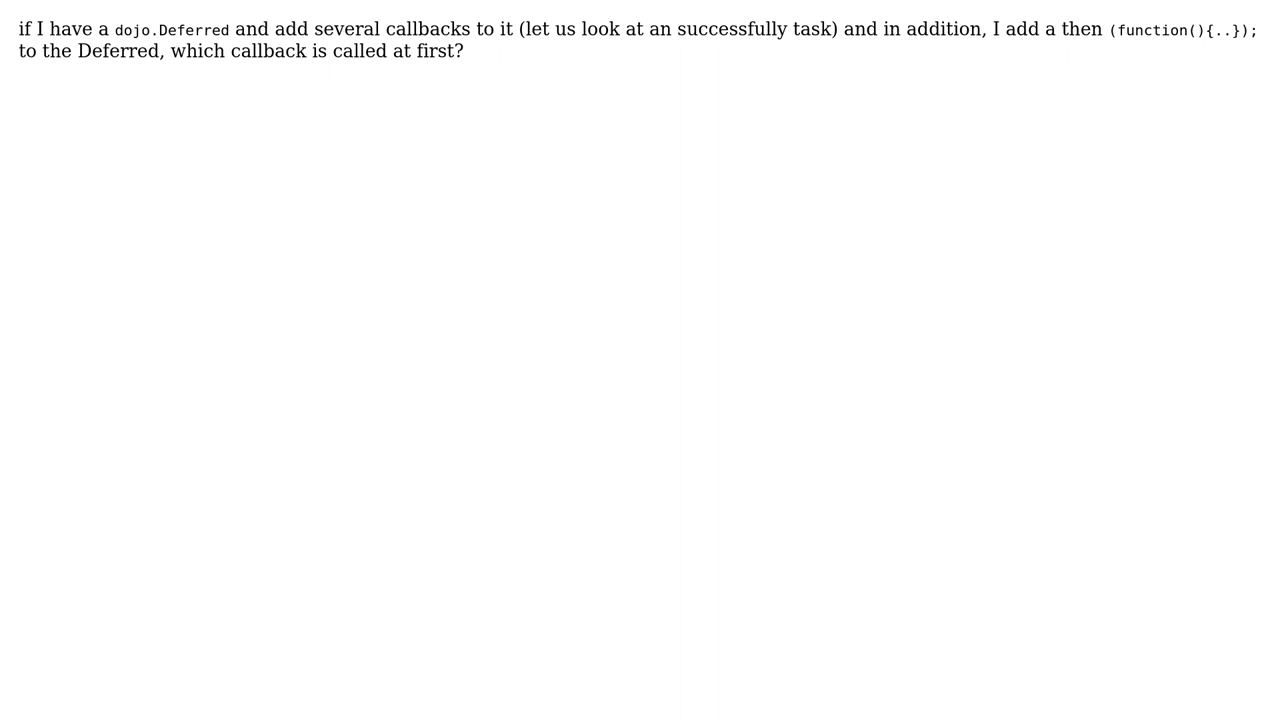 if I have a dojo.Deferred and add several callbacks to it (let us look at an successfully task) and in addition, I add a then (function(){..});
to the Deferred, which callback is called at first?